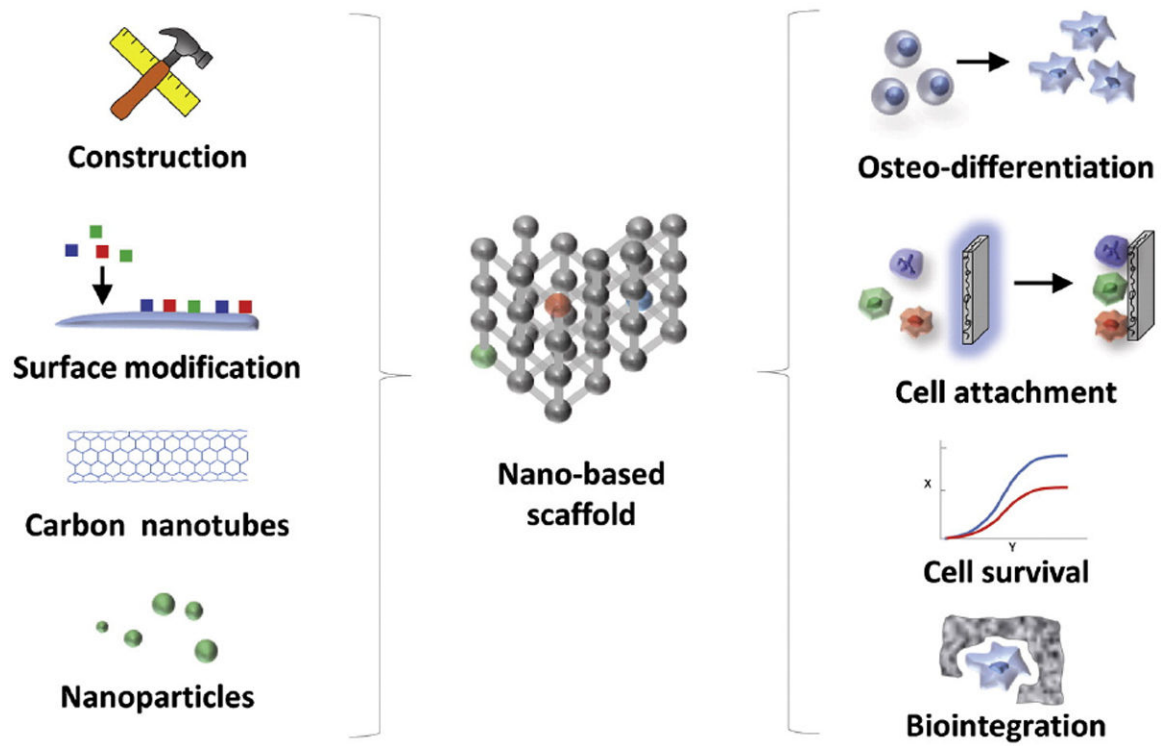 Construction
Surface modification
Carbon nanotubes
Nanoparticles
Nano-based
scaffold
Osteo-differentiation
Cell attachment
X
Y
Cell survival
Biointegration